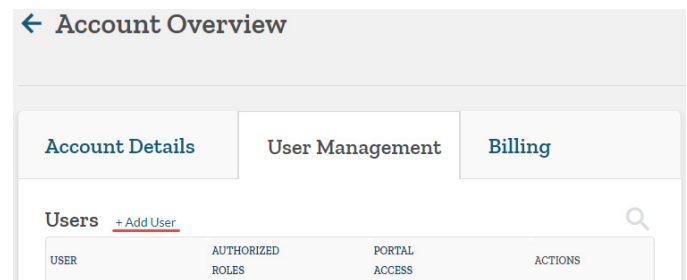 ← Account Overview
Account Details User Management Billing
Users + Add User
USER AUTHORIZED ROLES PORTAL ACCESS ACTIONS